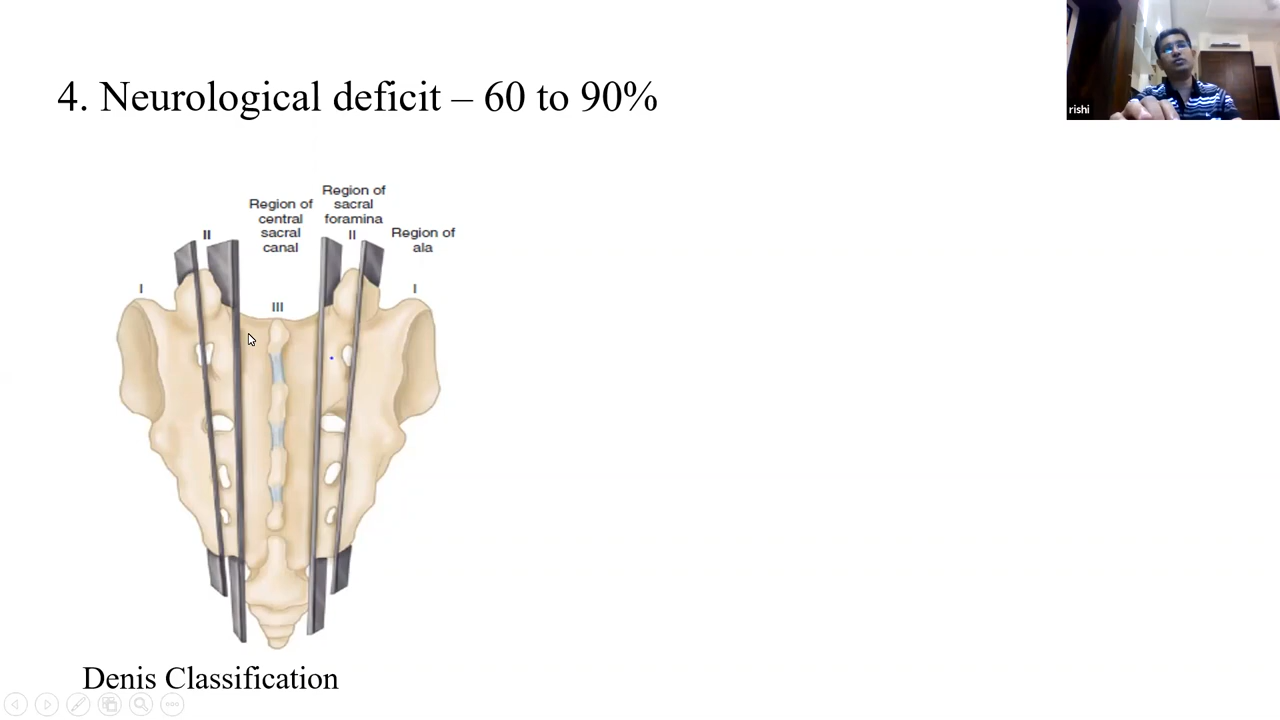 4. Neurological deficit – 60 to 90%
rishi
Region of
central
sacral
canal
Region of
sacral
foramina
Region of
ala
II
II
I
I
III
Denis Classification